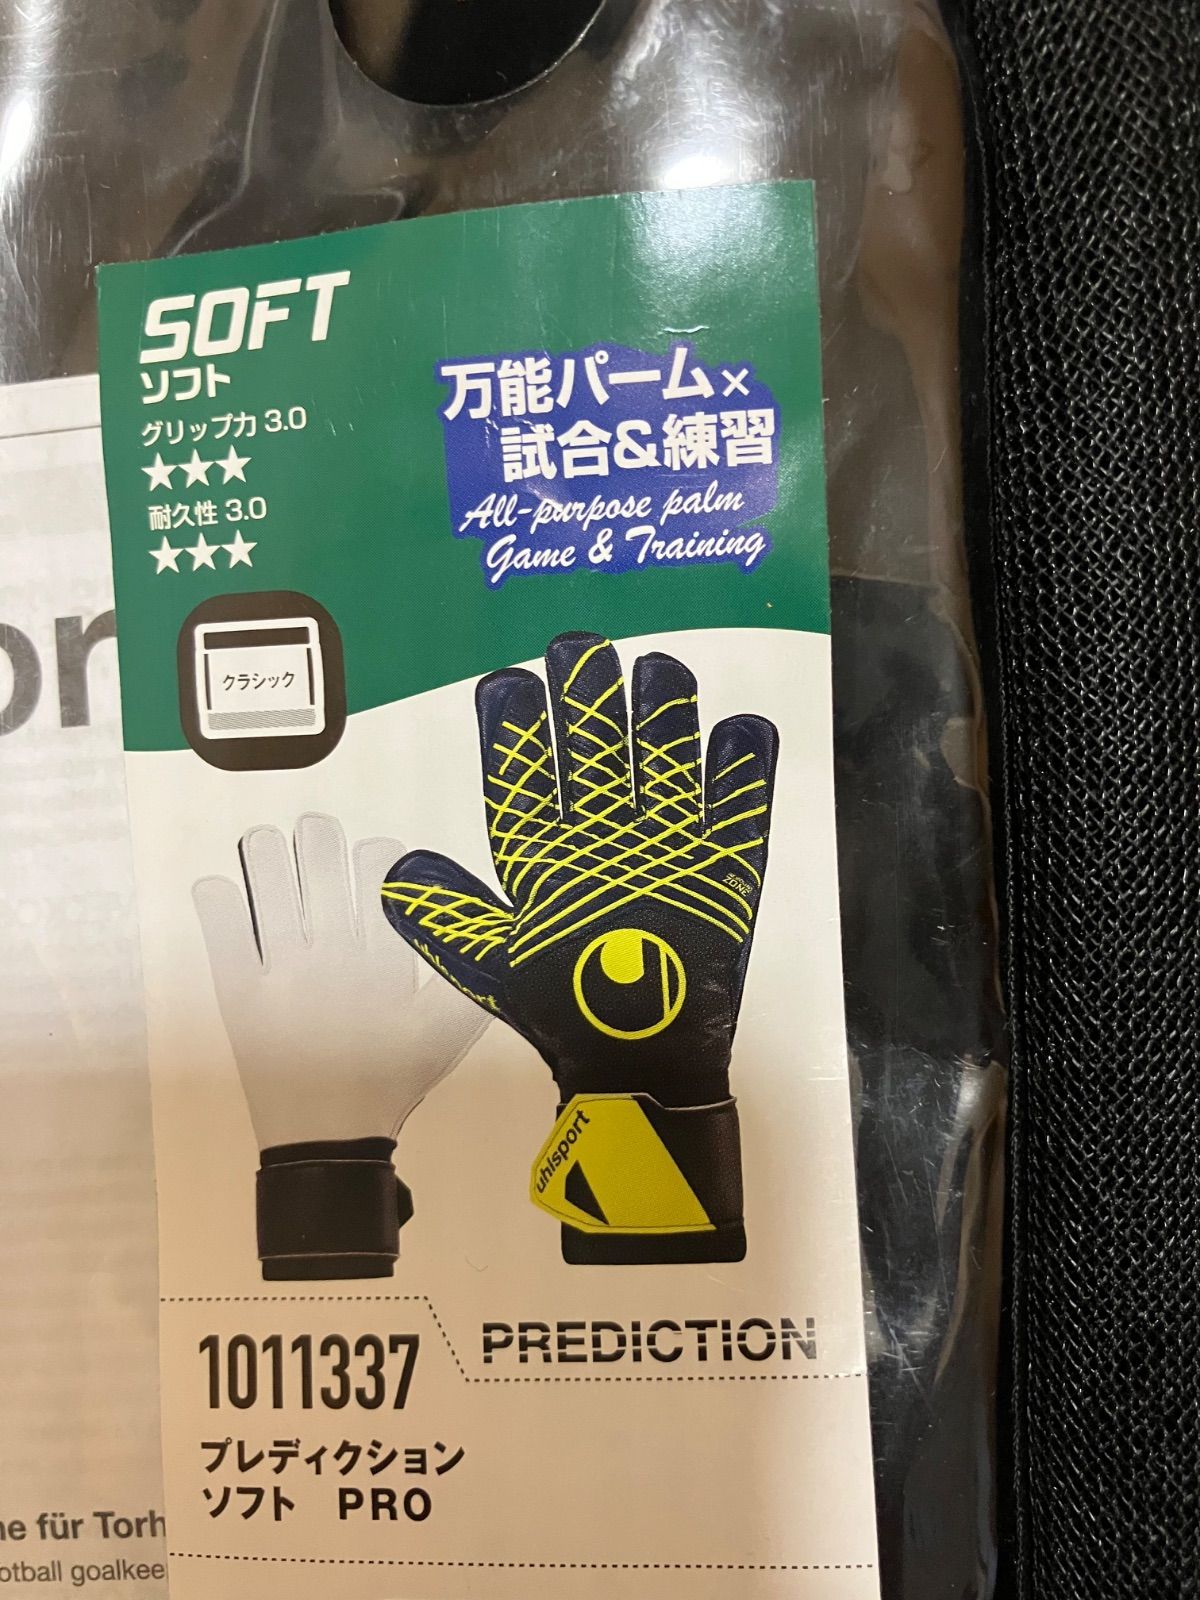 SOFT
ソフト
グリップ力 3.0
★★★
耐久性 3.0
★★★
万能パーム×
試合&練習
All-purpose palm
Game & Training
クラシック
ZONE
uhlsport
uhlsport
1011337
PREDICTION
プレディクション
ソフト PRO
or
ne für Torh
otball goalkee